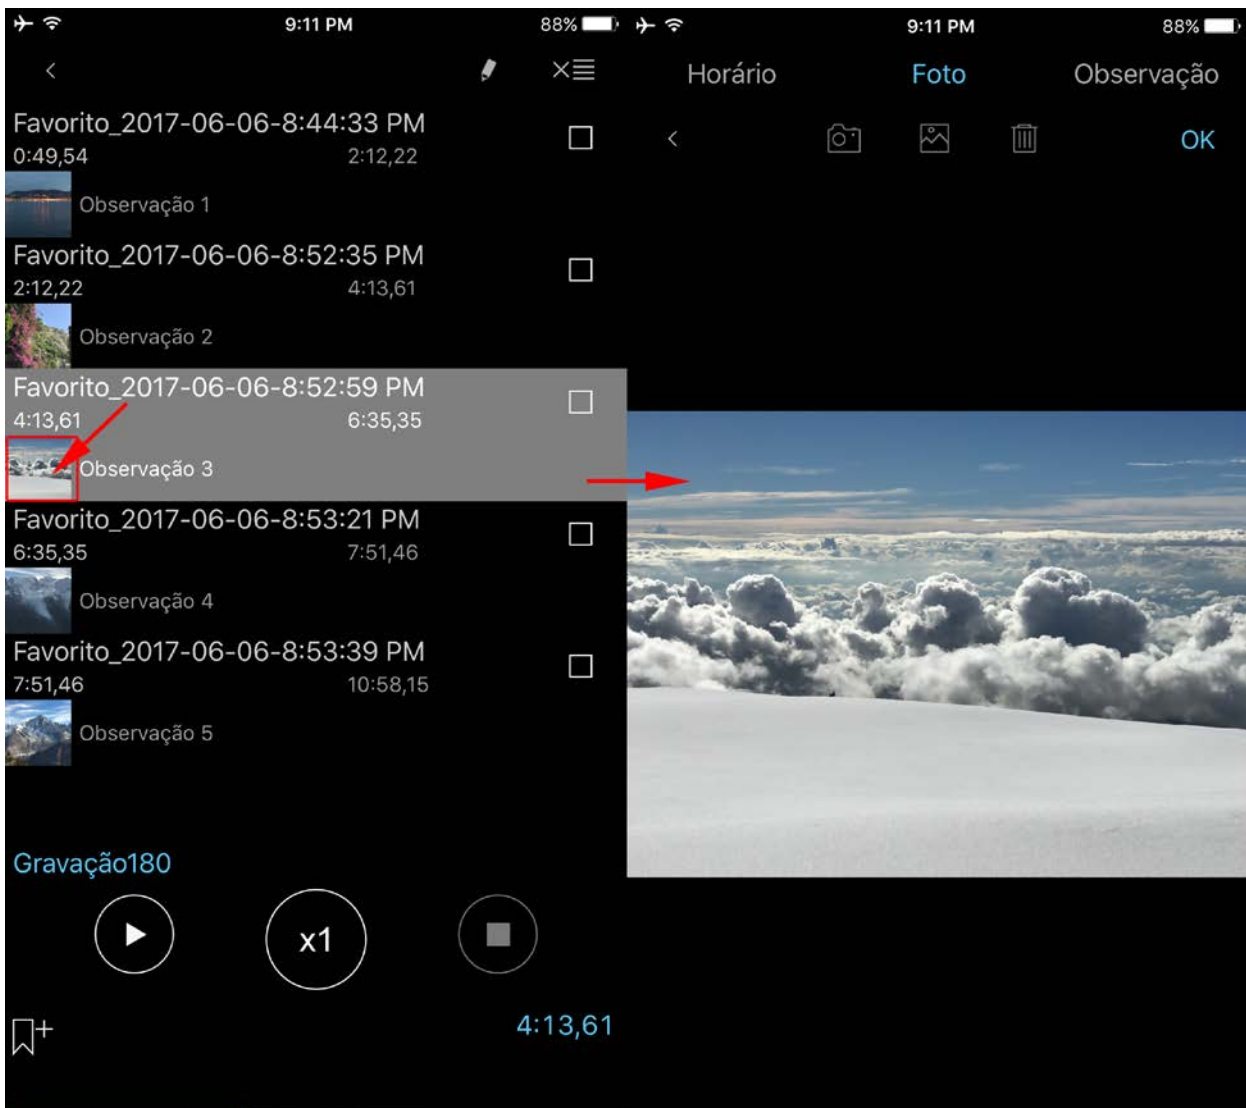 9:11 PM 88%
Favorito_2017-06-06-8:44:33 PM
0:49,54 2:12,22
Observação 1
Favorito_2017-06-06-8:52:35 PM
2:12,22 4:13,61
Observação 2
Favorito_2017-06-06-8:52:59 PM
4:13,61 6:35,35
Observação 3
Favorito_2017-06-06-8:53:21 PM
6:35,35 7:51,46
Observação 4
Favorito_2017-06-06-8:53:39 PM
7:51,46 10:58,15
Observação 5
Gravação180
x1
4:13,61
9:11 PM 88%
Horário Foto Observação
OK